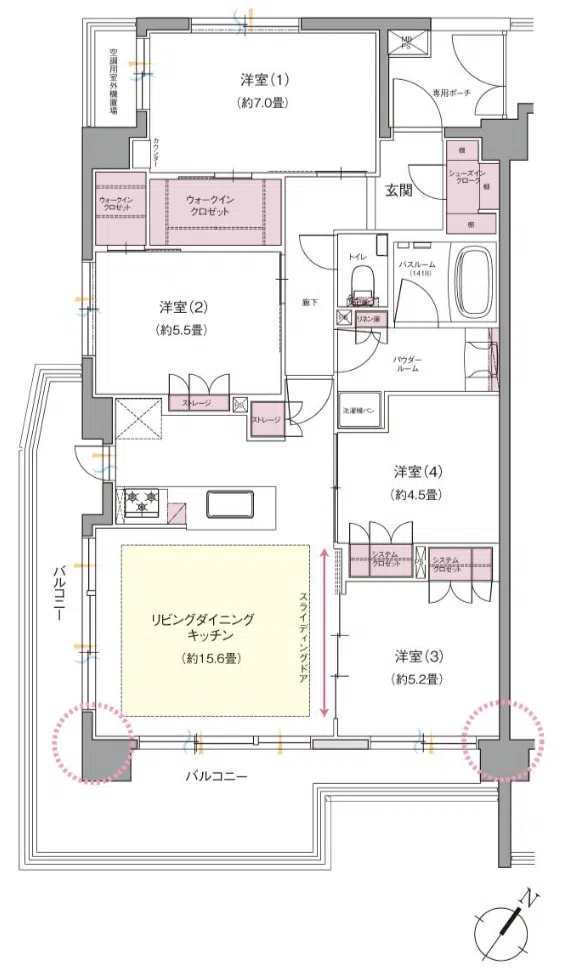 空調用室外機置場
洋室（1）
（約7.0畳）
MB
PS
専用ポーチ
カウンター
玄関
棚
シューズイン
クローク
棚
棚
ウォークイン
クロゼット
ウォークイン
クロゼット
トイレ
バスルーム
（1418）
洋室（2）
（約5.5畳）
廊下
PS
リネン庫
パウダー
ルーム
ストレージ
PS
ストレージ
洗濯機パン
洋室（4）
（約4.5畳）
システム
クロゼット
PS
システム
クロゼット
バルコニー
リビングダイニング
キッチン
（約15.6畳）
スライディングドア
洋室（3）
（約5.2畳）
バルコニー
N